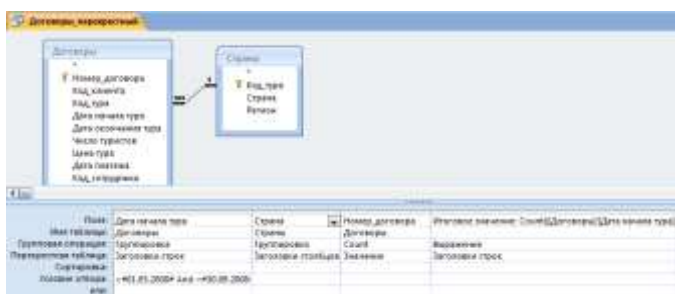 Договоры_перекрестный
Договоры
*
Номер_договора
Код_клиента
Код_тура
Дата начала тура
Дата окончания тура
Число туристов
Цена тура
Дата платежа
Код_сотрудника
Страны
*
Код_тура
Страна
Регион
Поле: Дата начала тура Страна Номер_договора Итоговое значение: Count([Договоры]![Дата начала тура])
Имя таблицы: Договоры Страны Договоры
Групповая операция: Группировка Группировка Count Выражение
Перекрестная таблица: Заголовки строк Заголовки столбцов Значение Заголовки строк
Сортировка:
Условие отбора:
или: